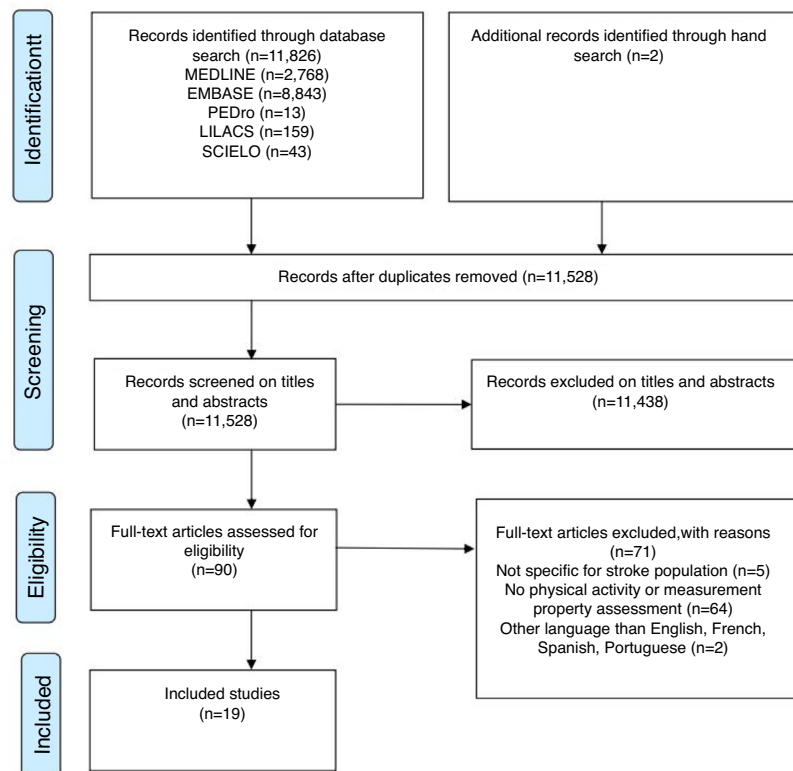 Identificationtt
Records identified through database
search (n=11,826)
MEDLINE (n=2,768)
EMBASE (n=8,843)
PEDro (n=13)
LILACS (n=159)
SCIELO (n=43)
Additional records identified through hand
search (n=2)
Screening
Records after duplicates removed (n=11,528)
Records screened on titles
and abstracts
(n=11,528)
Records excluded on titles and abstracts
(n=11,438)
Eligibility
Full-text articles assessed for
eligibility
(n=90)
Full-text articles excluded,with reasons
(n=71)
Not specific for stroke population (n=5)
No physical activity or measurement
property assessment (n=64)
Other language than English, French,
Spanish, Portuguese (n=2)
Included
Included studies
(n=19)